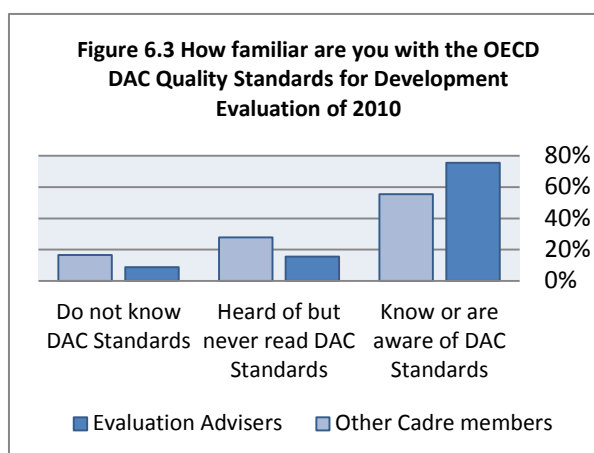 Figure 6.3 How familiar are you with the OECD
DAC Quality Standards for Development
Evaluation of 2010
80%
60%
40%
20%
0%
Do not know
DAC Standards
Heard of but
never read DAC
Standards
Know or are
aware of DAC
Standards
Evaluation Advisers
Other Cadre members